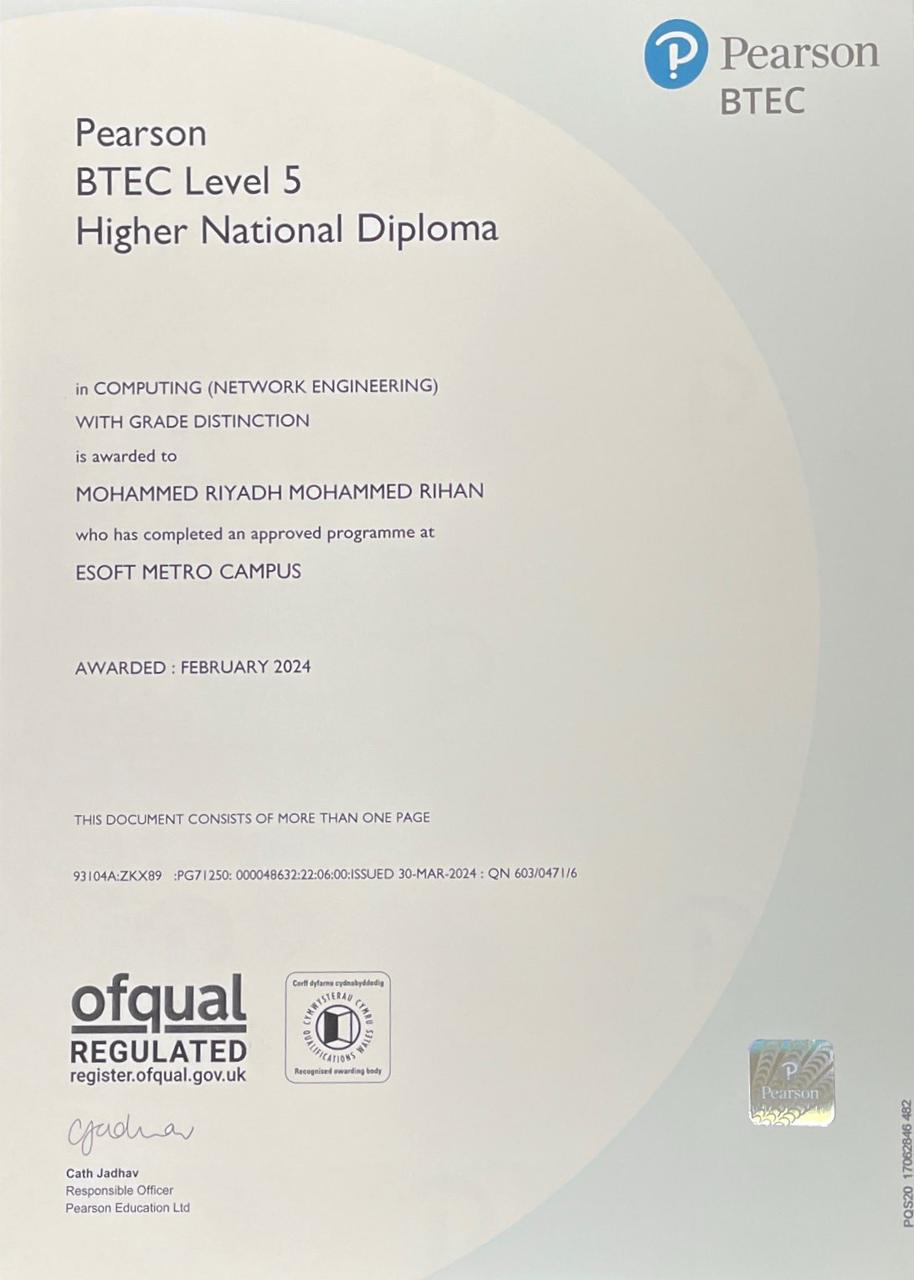 Pearson
BTEC
Pearson
BTEC Level 5
Higher National Diploma
in COMPUTING (NETWORK ENGINEERING)
WITH GRADE DISTINCTION
is awarded to
MOHAMMED RIYADH MOHAMMED RIHAN
who has completed an approved programme at
ESOFT METRO CAMPUS
AWARDED : FEBRUARY 2024
THIS DOCUMENT CONSISTS OF MORE THAN ONE PAGE
93104A:ZKX89 :PG71250: 000048632:22:06:00:ISSUED 30-MAR-2024 : QN 603/0471/6
ofqual
REGULATED
register.ofqual.gov.uk
Corff dyfarnu cydnabyddedig
CYMWYSTERAU CYMRU
QUALIFICATIONS WALES
Recognised awarding body
Pearson
CJadhav
Cath Jadhav
Responsible Officer
Pearson Education Ltd
PQS20 17062846 482